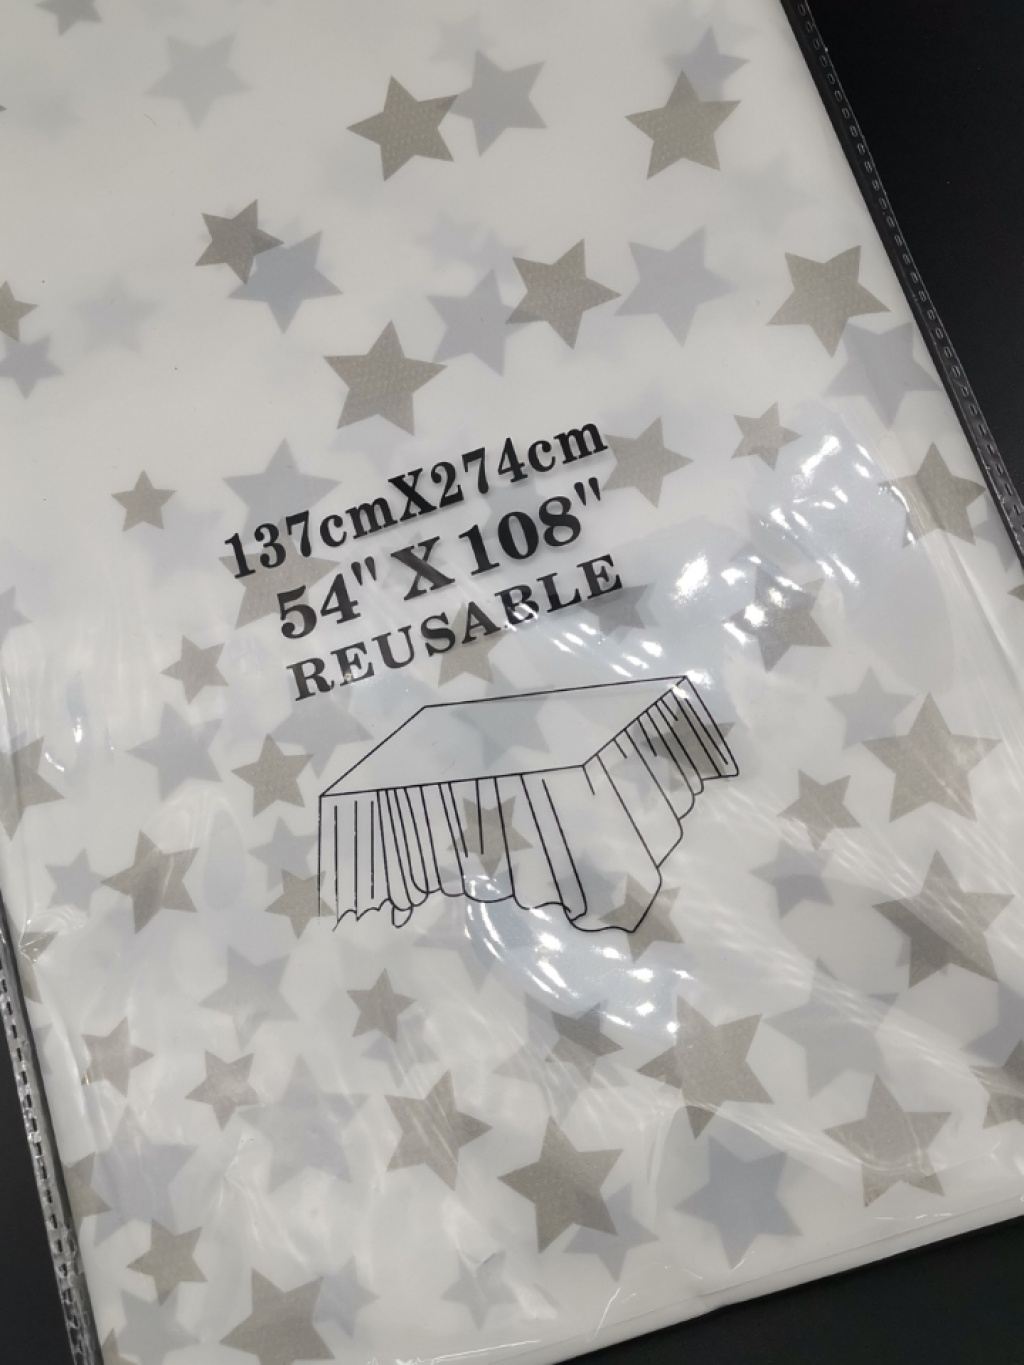 137cmX274cm
54" X 108"
REUSABLE